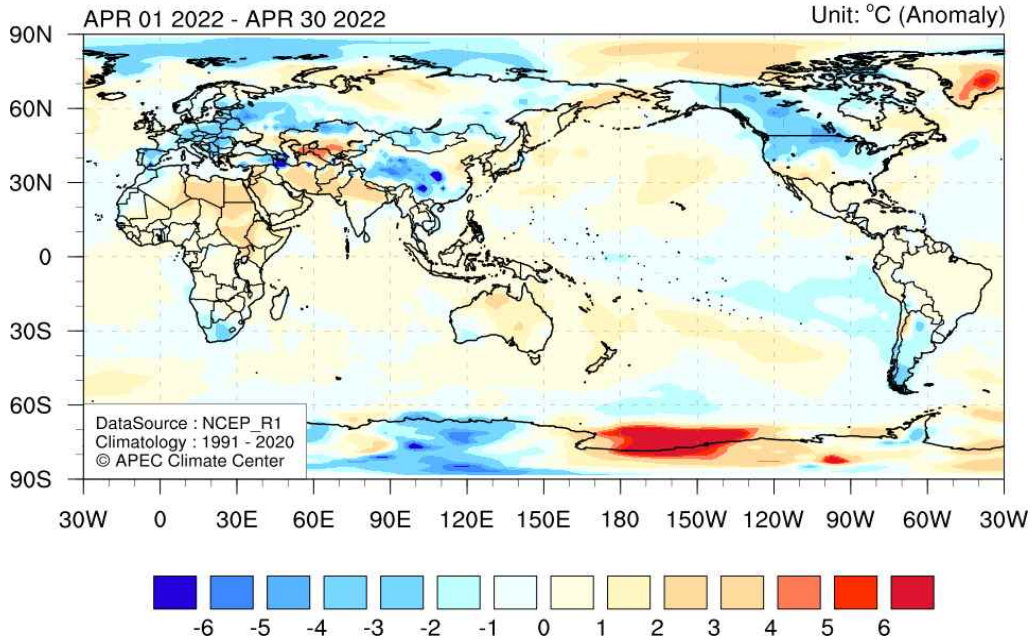 APR 01 2022 - APR 30 2022 Unit: °C (Anomaly)
90N
60N
30N
0
30S
60S
90S
DataSource : NCEP_R1
Climatology : 1991 - 2020
© APEC Climate Center
30W 0 30E 60E 90E 120E 150E 180 150W 120W 90W 60W 30W
-6 -5 -4 -3 -2 -1 0 1 2 3 4 5 6